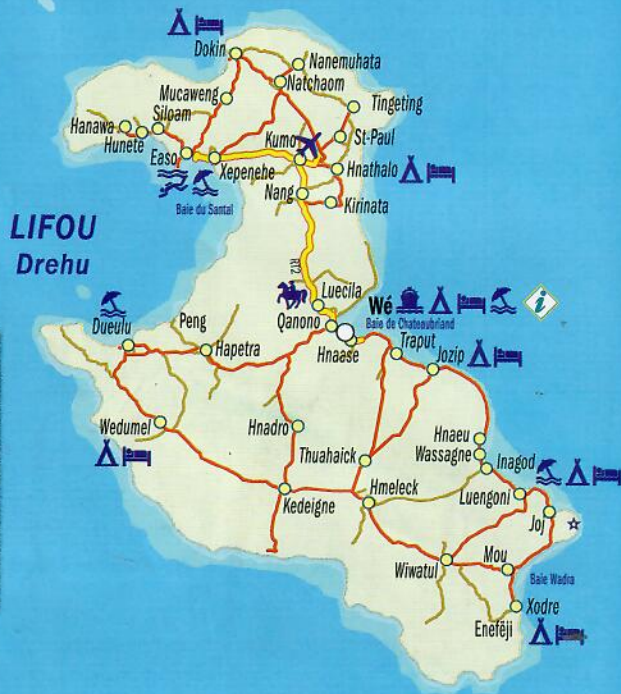 Dokin
Nanemuhata
Natchaom
Mucaweng
Tingeting
Siloam
Hanawa
Hunete
St-Paul
Kumo
Easo
Xepenehe
Hnathalo
Nang
Kirinata
Baie du Santal
LIFOU
Drehu
RT2
Luecila
Wé
i
Qanono
Baie de Chateaubriand
Hnaase
Dueulu
Peng
Hapetra
Traput
Jozip
Wedumel
Hnadro
Hnaeu
Wassagne
Thuahaick
Inagod
Kedeigne
Hmeleck
Luengoni
Joj
Wiwatul
Mou
Baie Wadra
Xodre
Enefëji